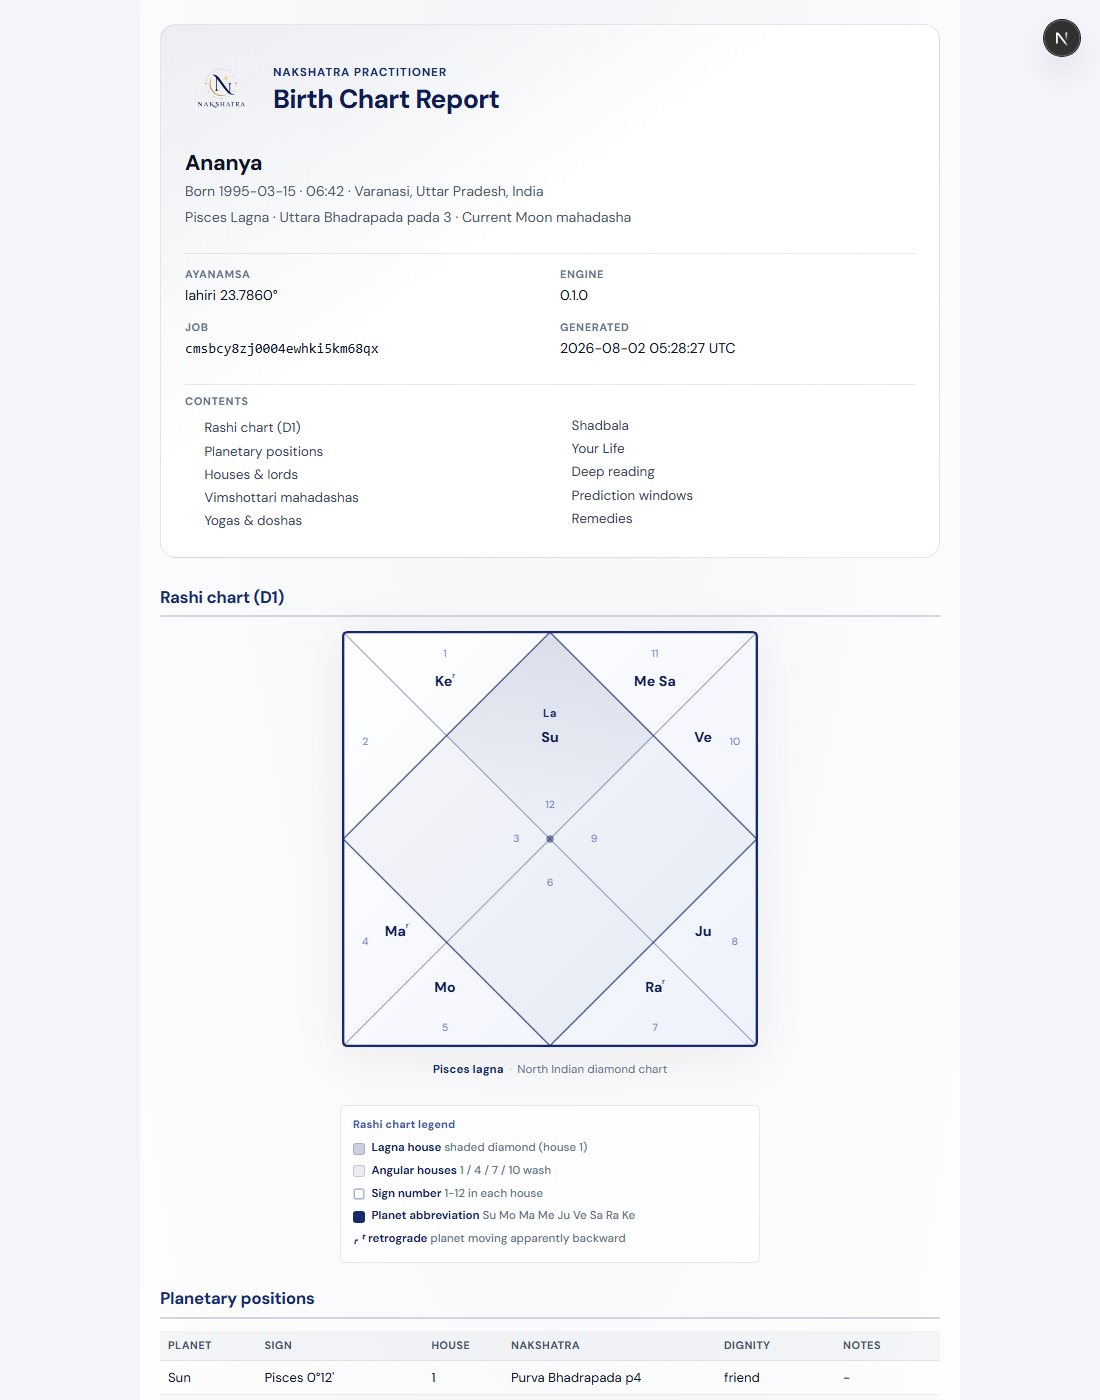 N
NAKSHATRA
NAKSHATRA PRACTITIONER
Birth Chart Report
N
Ananya
Born 1995-03-15 · 06:42 · Varanasi, Uttar Pradesh, India
Pisces Lagna · Uttara Bhadrapada pada 3 · Current Moon mahadasha
AYANAMSA
lahiri 23.7860°
ENGINE
0.1.0
JOB
cmsbcy8zj0004ewhki5km68qx
GENERATED
2026-08-02 05:28:27 UTC
CONTENTS
Rashi chart (D1)
Planetary positions
Houses & lords
Vimshottari mahadashas
Yogas & doshas
Shadbala
Your Life
Deep reading
Prediction windows
Remedies
Rashi chart (D1)
1
11
Ke r
Me Sa
La
Su
Ve 10
2
12
3
9
6
4
Ma r
Ju
8
Mo
Ra r
5
7
Pisces lagna · North Indian diamond chart
Rashi chart legend
Lagna house shaded diamond (house 1)
Angular houses 1 / 4 / 7 / 10 wash
Sign number 1–12 in each house
Planet abbreviation Su Mo Ma Me Ju Ve Sa Ra Ke
r r retrograde planet moving apparently backward
Planetary positions
PLANET SIGN HOUSE NAKSHATRA DIGNITY NOTES
Sun Pisces 0°12' 1 Purva Bhadrapada p4 friend –